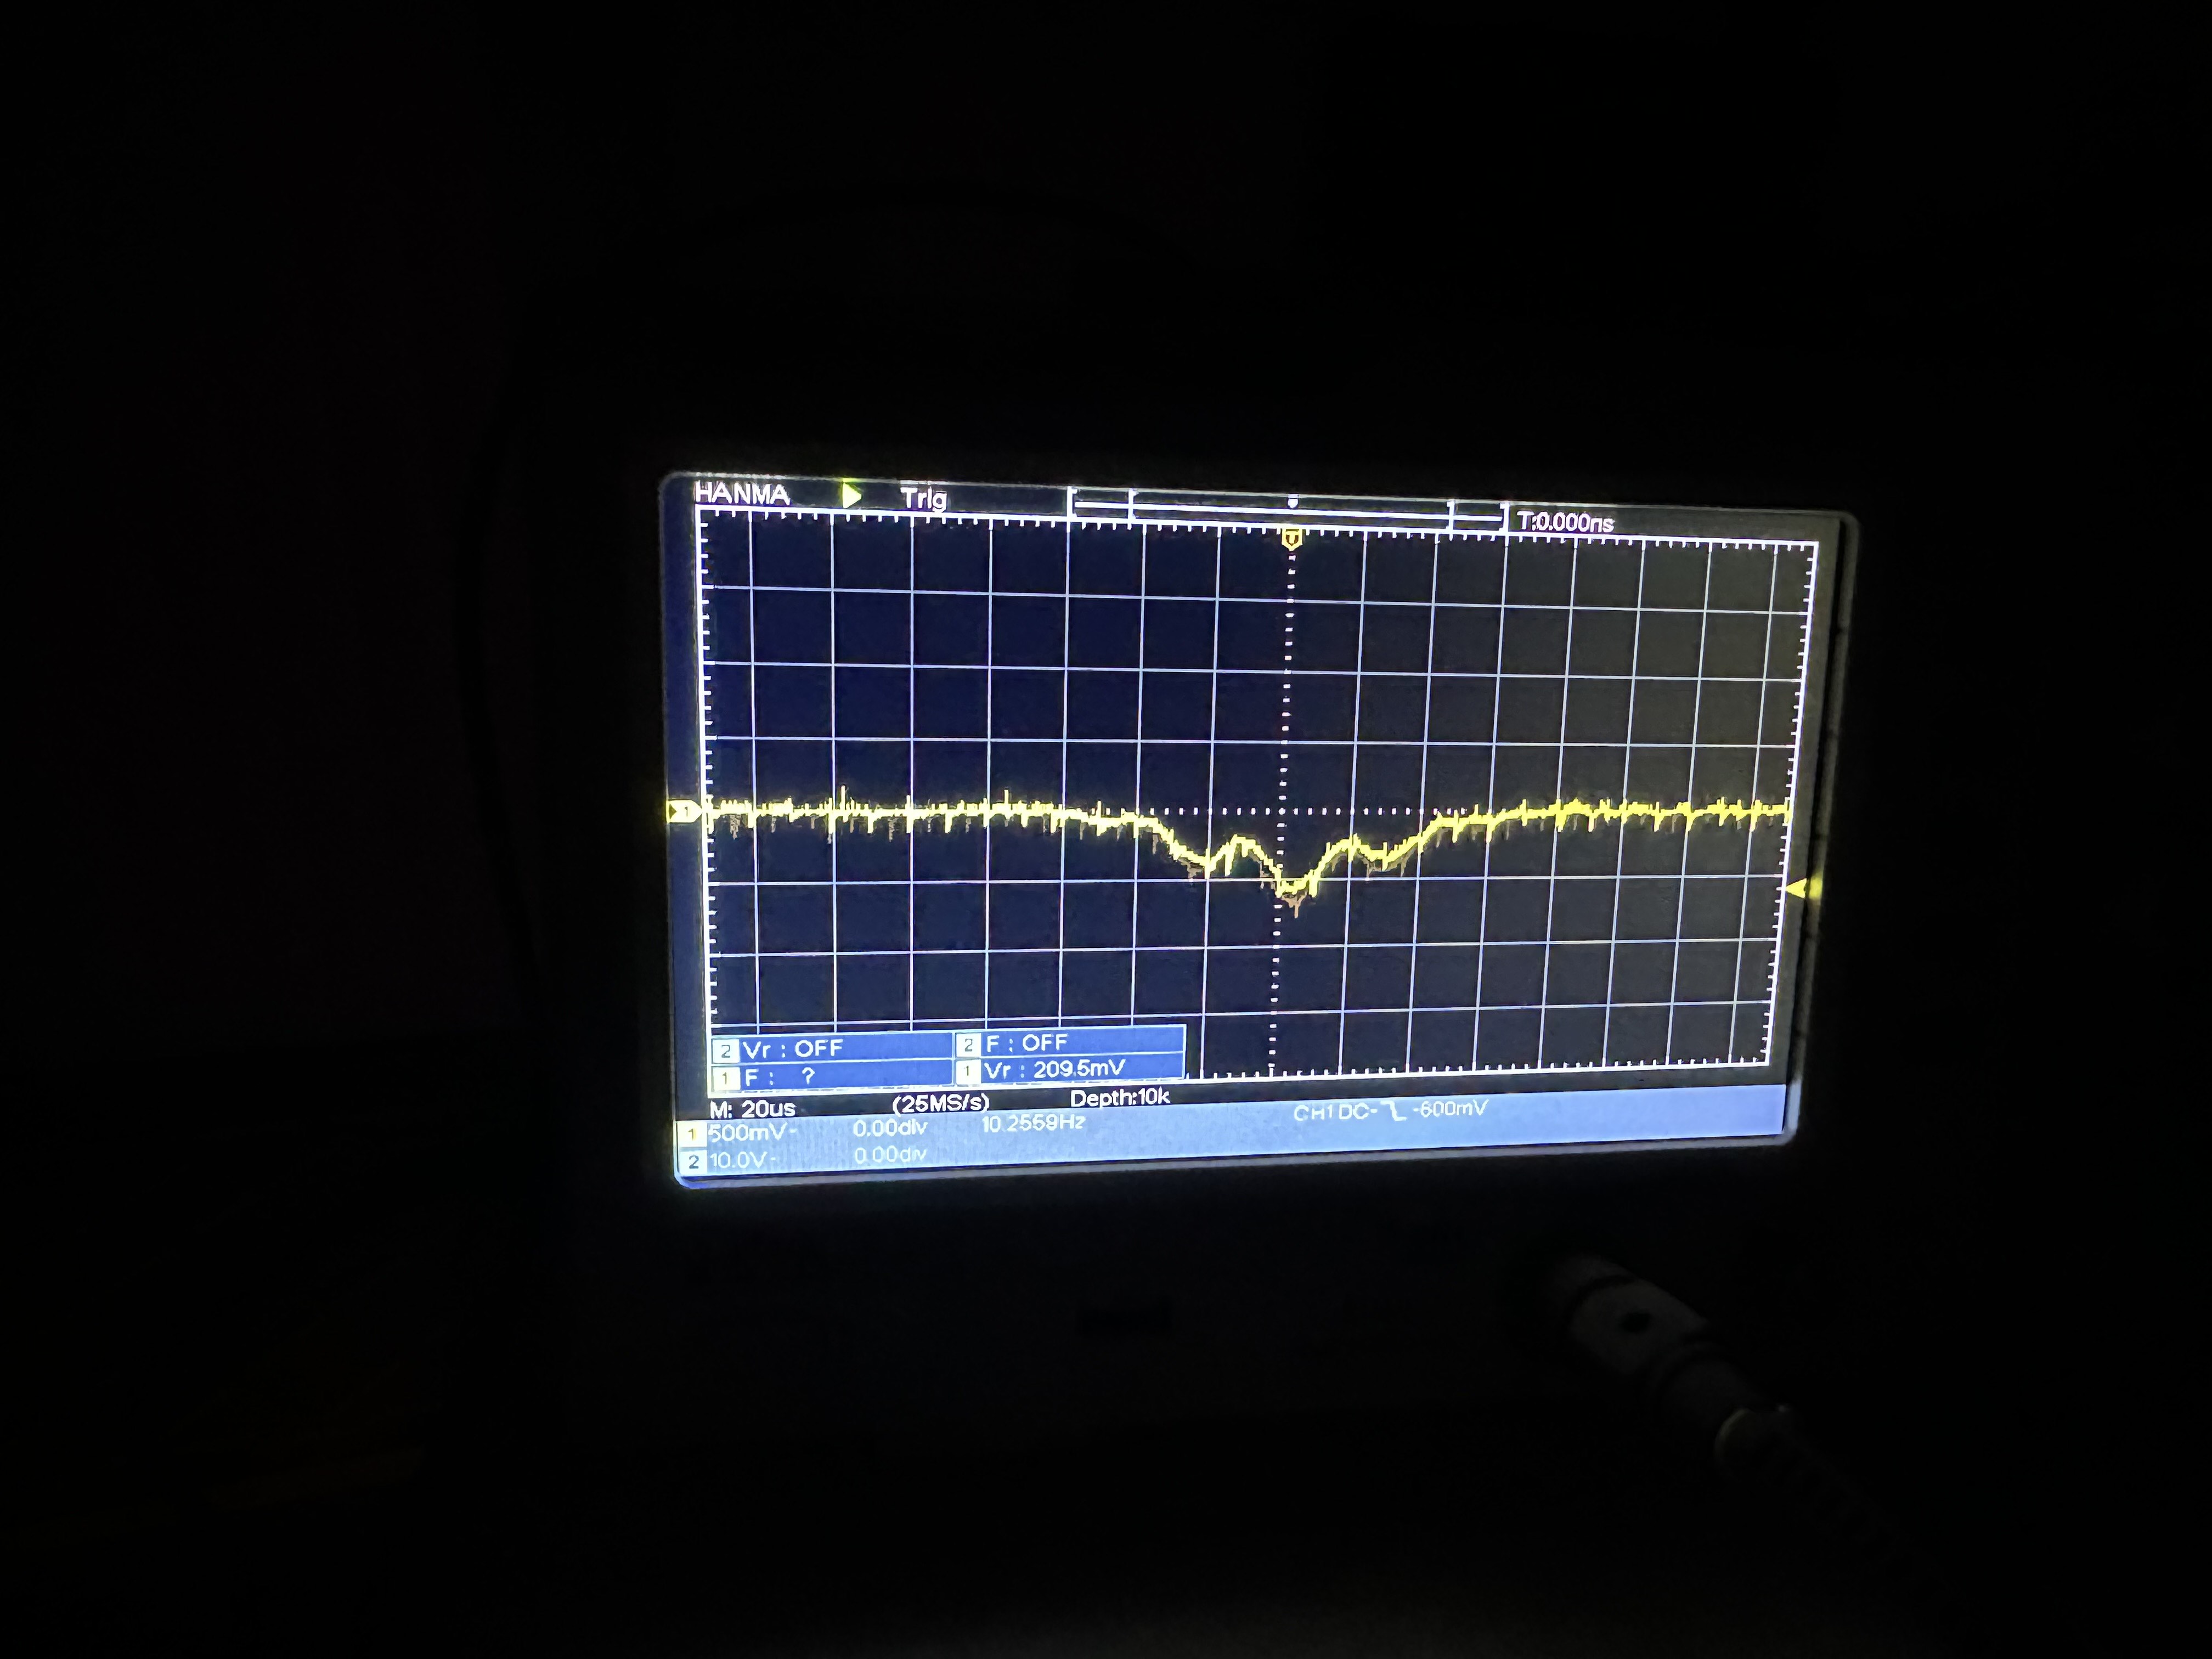 HANMA Trig T:0.000ns
T
1
2 Vr : OFF 2 F : OFF
1 F : ? 1 Vr : 209.5mV
M: 20us (25MS/s) Depth:10k
1 500mV- 0.00div 10.2559Hz CH1 DC- -600mV
2 10.0V- 0.00div